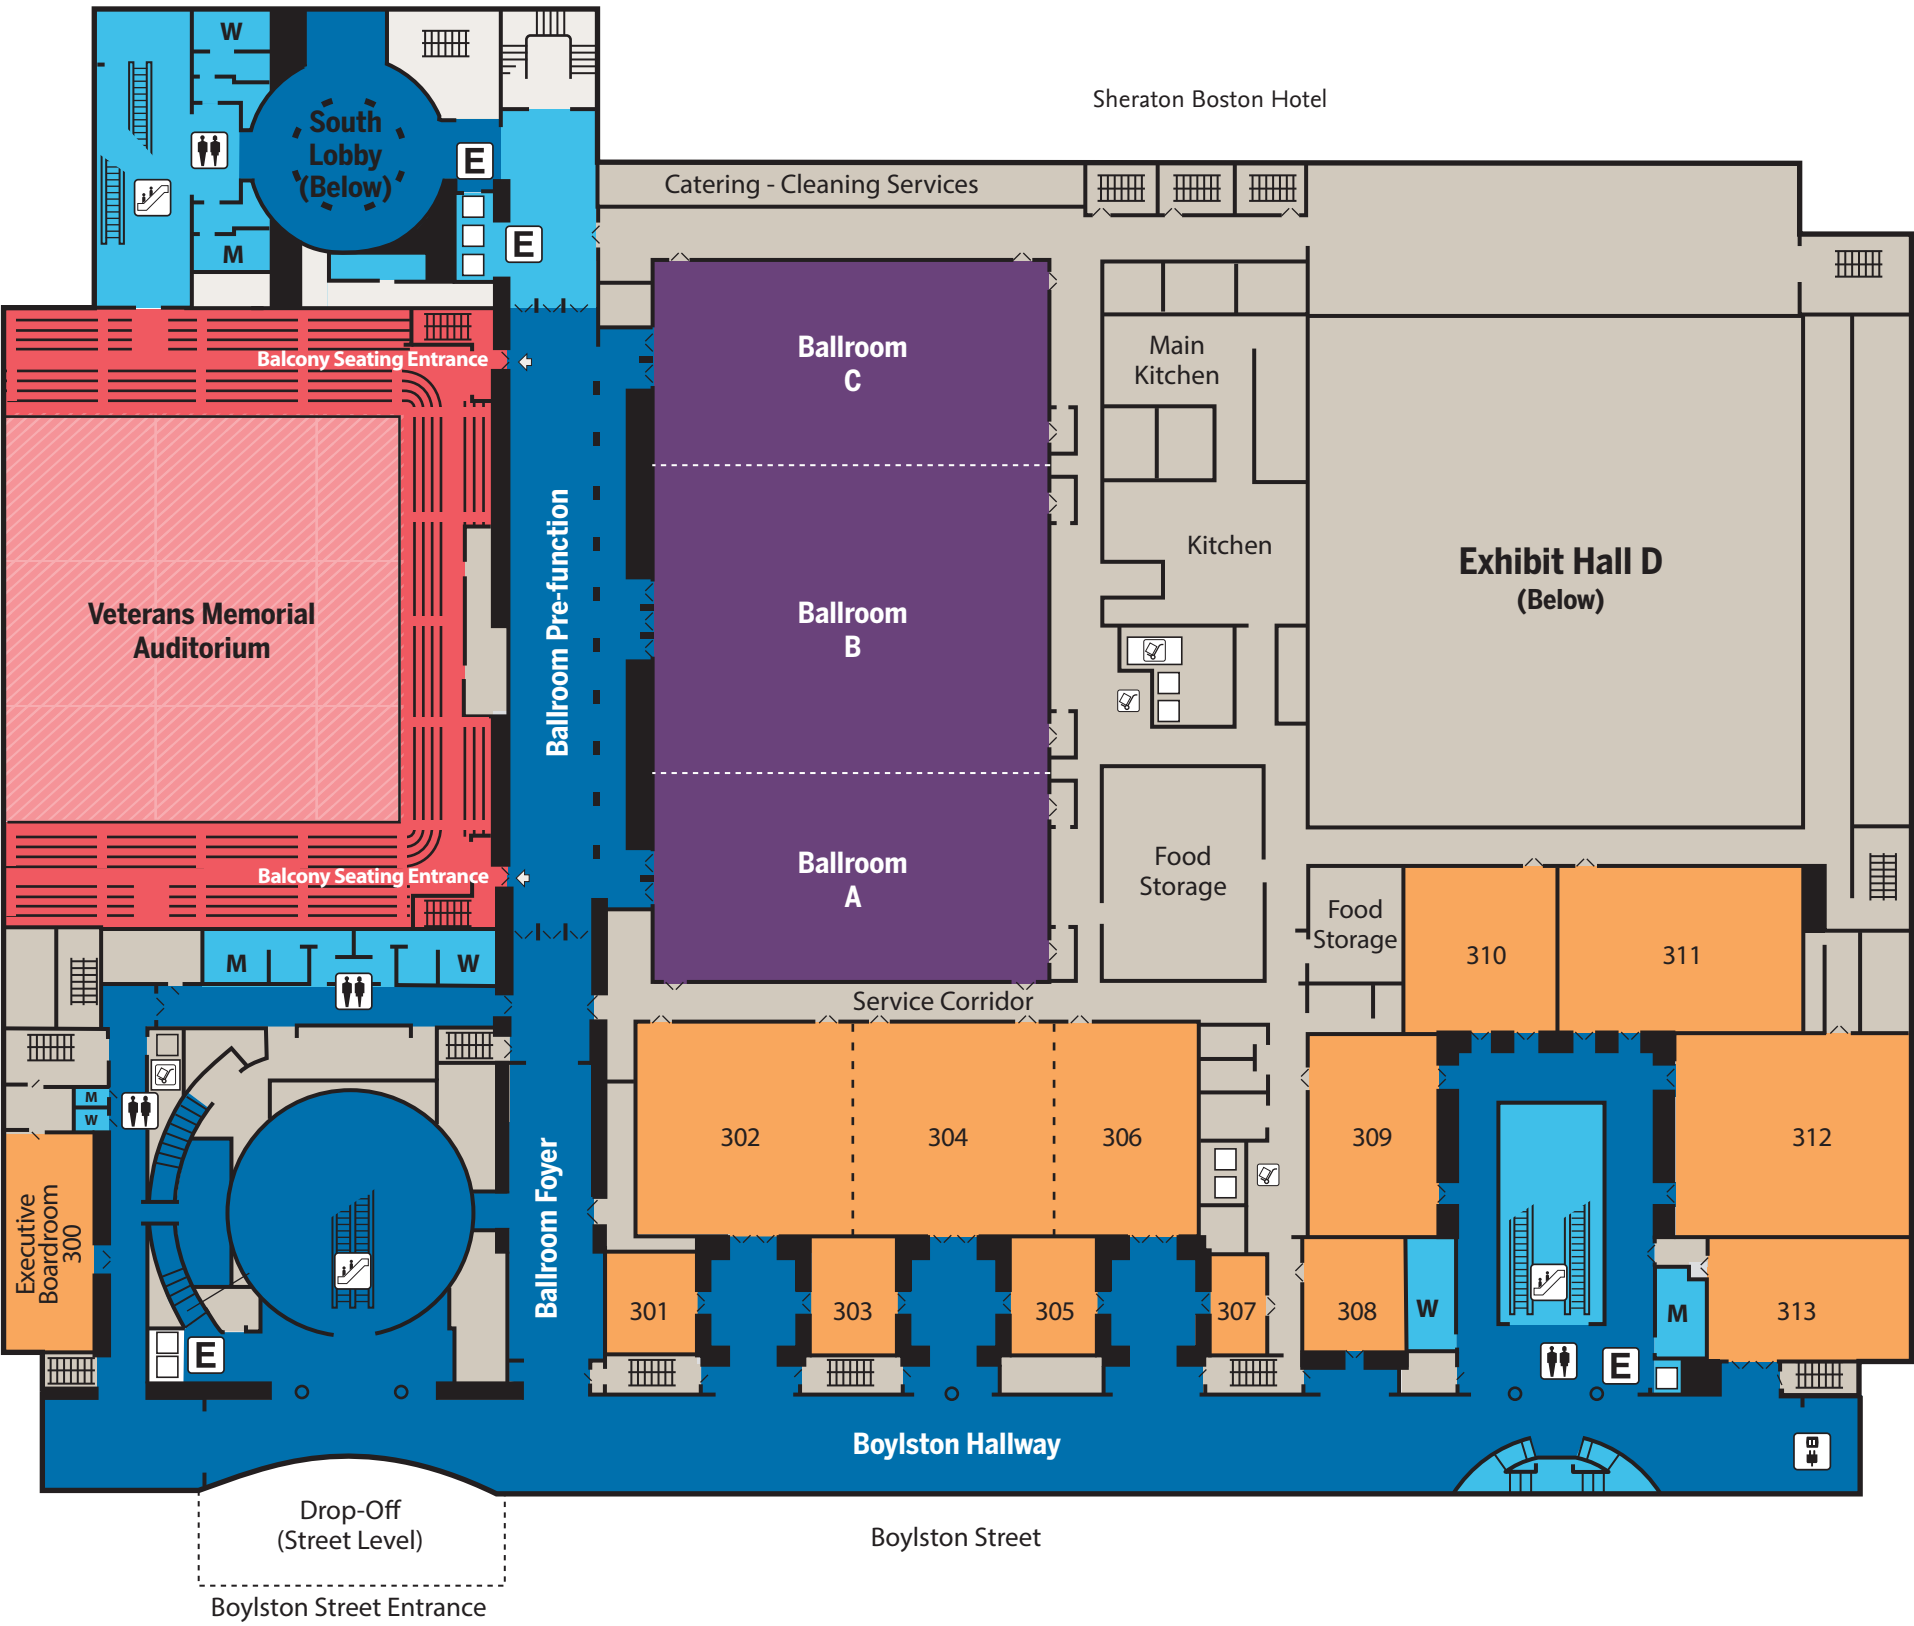 W
South
Lobby
(Below)
E
M
E
Sheraton Boston Hotel
Catering - Cleaning Services
Balcony Seating Entrance
Veterans Memorial
Auditorium
Balcony Seating Entrance
Ballroom Pre-function
Ballroom
C
Ballroom
B
Ballroom
A
Main
Kitchen
Kitchen
Exhibit Hall D
(Below)
Food
Storage
Food
Storage
310
311
M
W
Service Corridor
M
W
Executive
Boardroom
300
Ballroom Foyer
302
304
306
309
312
301
303
305
307
308
W
M
313
E
E
Boylston Hallway
Drop-Off
(Street Level)
Boylston Street
Boylston Street Entrance